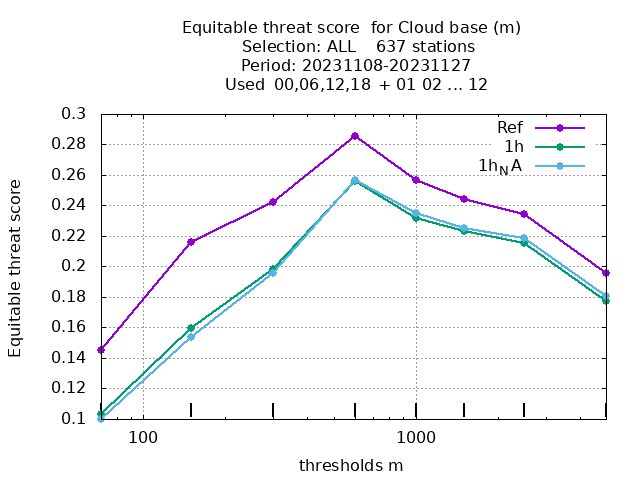 Equitable threat score  for Cloud base (m)
Selection: ALL    637 stations
Period: 20231108-20231127
Used  00,06,12,18  + 01 02 ... 12
0.3
0.28
0.26
0.24
0.22
0.2
0.18
0.16
0.14
0.12
0.1
Equitable threat score
Ref
1h
1h_NA
100
1000
thresholds m